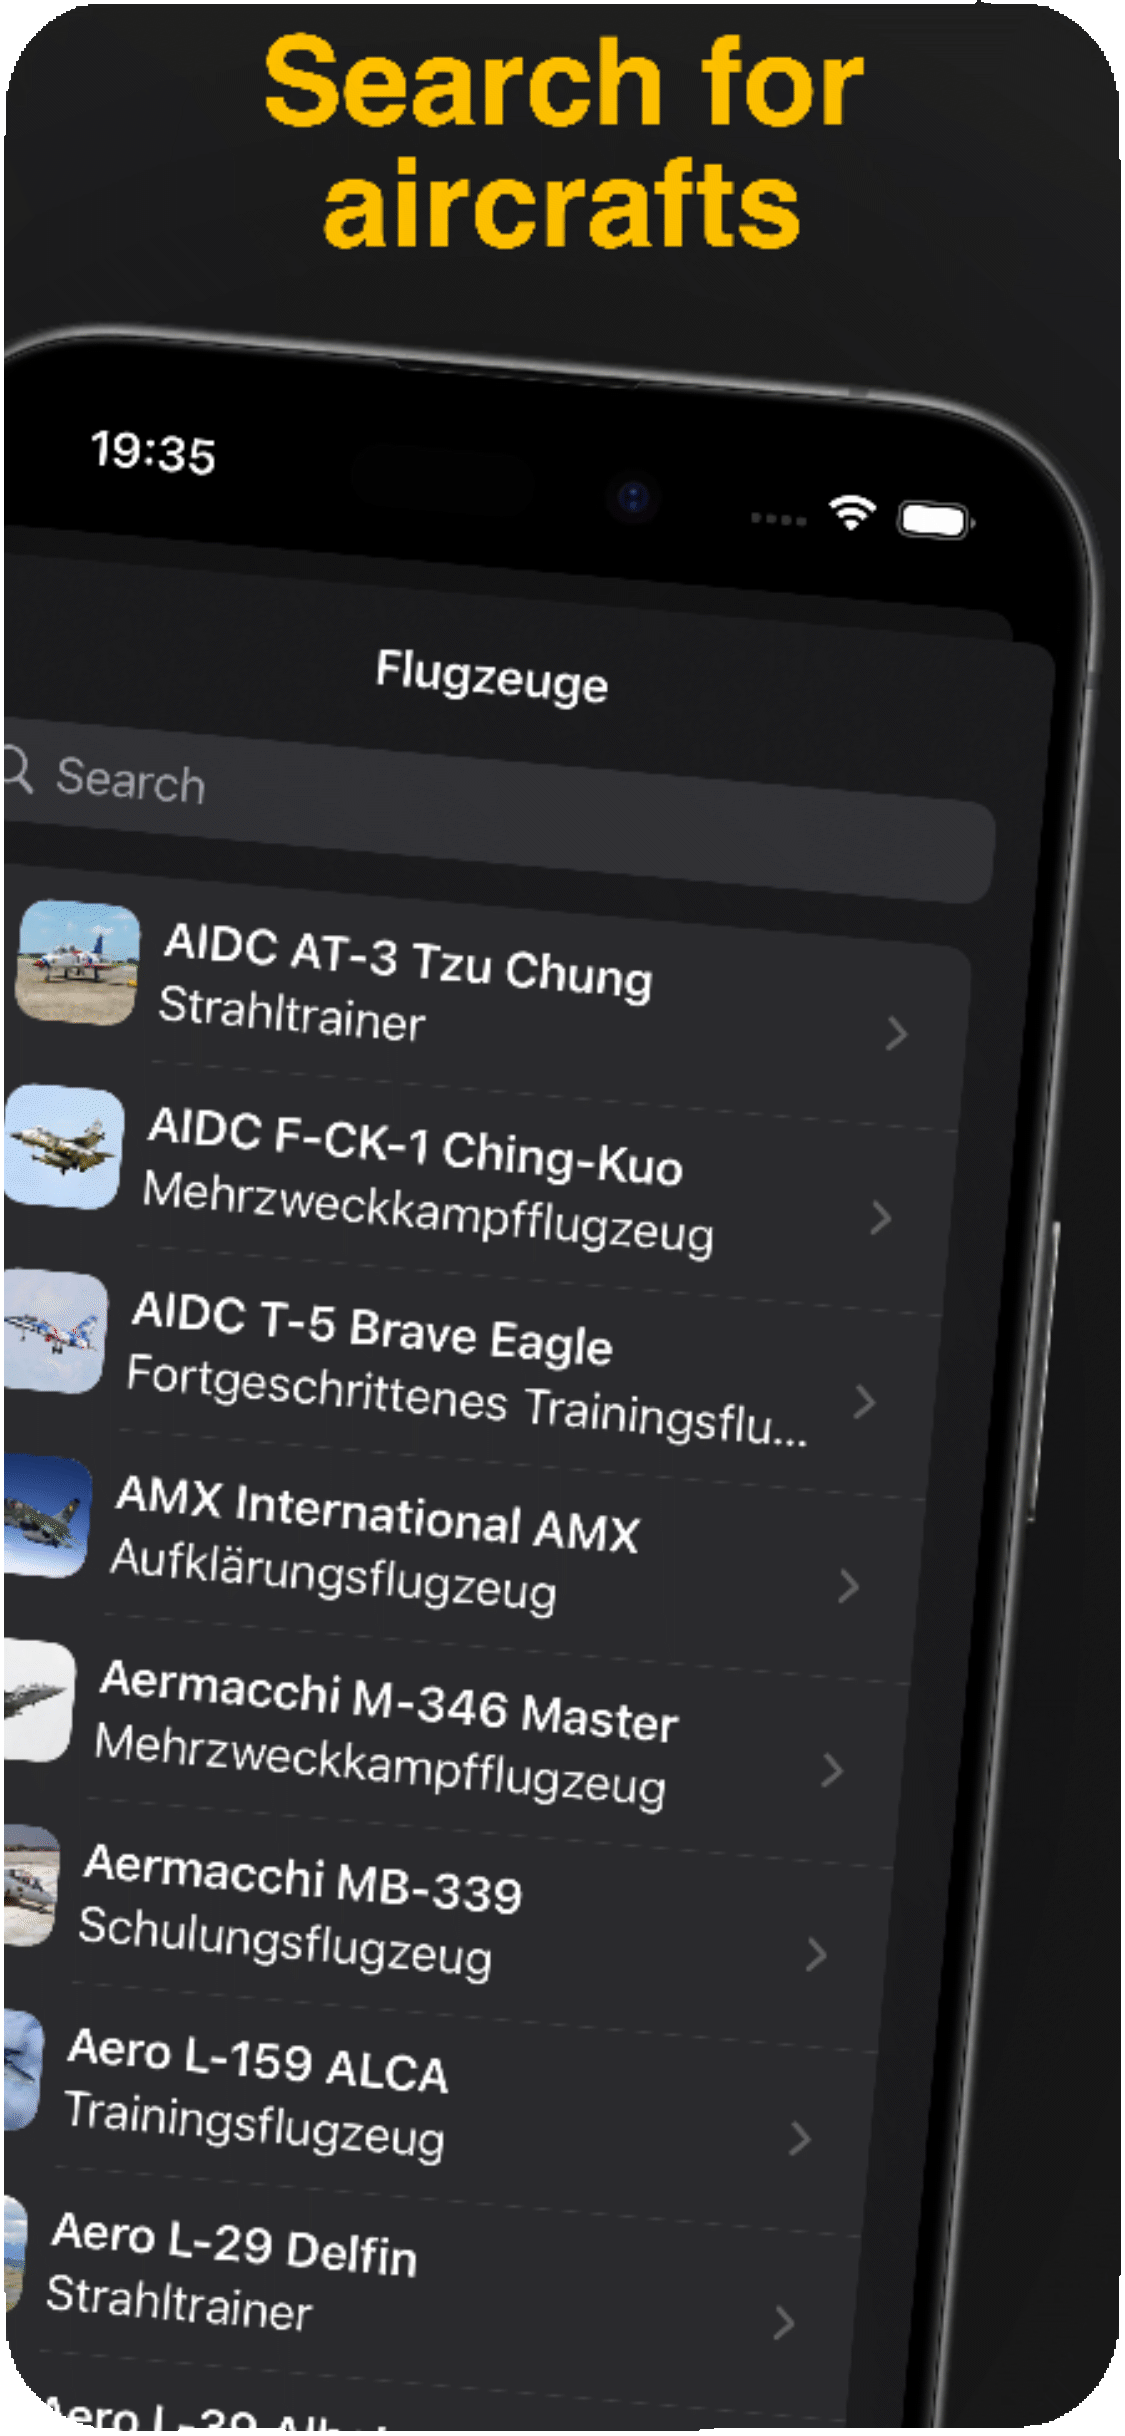 Search for
aircrafts
19:35
Flugzeuge
Search
AIDC AT-3 Tzu Chung
Strahltrainer
AIDC F-CK-1 Ching-Kuo
Mehrzweckkampfflugzeug
AIDC T-5 Brave Eagle
Fortgeschrittenes Trainingsflu...
AMX International AMX
Aufklärungsflugzeug
Aermacchi M-346 Master
Mehrzweckkampfflugzeug
Aermacchi MB-339
Schulungsflugzeug
Aero L-159 ALCA
Trainingsflugzeug
Aero L-29 Delfin
Strahltrainer
Aero L-39